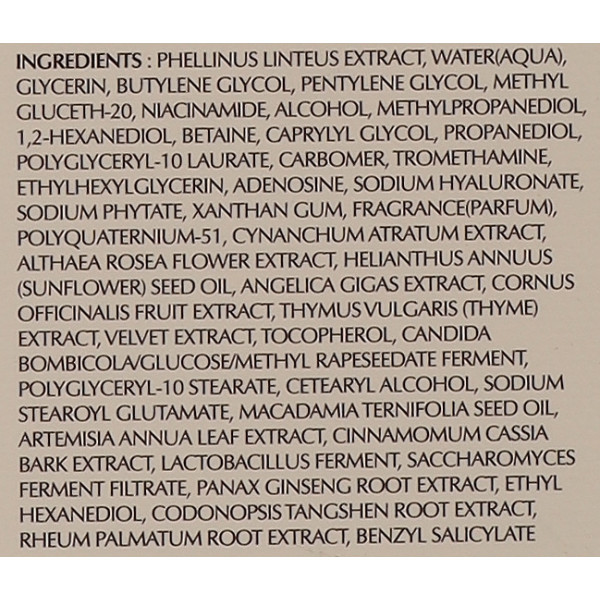 INGREDIENTS : PHELLINUS LINTEUS EXTRACT, WATER(AQUA),
GLYCERIN, BUTYLENE GLYCOL, PENTYLENE GLYCOL, METHYL
GLUCETH-20, NIACINAMIDE, ALCOHOL, METHYLPROPANEDIOL,
1,2-HEXANEDIOL, BETAINE, CAPRYLYL GLYCOL, PROPANEDIOL,
POLYGLYCERYL-10 LAURATE, CARBOMER, TROMETHAMINE,
ETHYLHEXYLGLYCERIN, ADENOSINE, SODIUM HYALURONATE,
SODIUM PHYTATE, XANTHAN GUM, FRAGRANCE(PARFUM),
POLYQUATERNIUM-51, CYNANCHUM ATRATUM EXTRACT,
ALTHAEA ROSEA FLOWER EXTRACT, HELIANTHUS ANNUUS
(SUNFLOWER) SEED OIL, ANGELICA GIGAS EXTRACT, CORNUS
OFFICINALIS FRUIT EXTRACT, THYMUS VULGARIS (THYME)
EXTRACT, VELVET EXTRACT, TOCOPHEROL, CANDIDA
BOMBICOLA/GLUCOSE/METHYL RAPESEEDATE FERMENT,
POLYGLYCERYL-10 STEARATE, CETEARYL ALCOHOL, SODIUM
STEAROYL GLUTAMATE, MACADAMIA TERNIFOLIA SEED OIL,
ARTEMISIA ANNUA LEAF EXTRACT, CINNAMOMUM CASSIA
BARK EXTRACT, LACTOBACILLUS FERMENT, SACCHAROMYCES
FERMENT FILTRATE, PANAX GINSENG ROOT EXTRACT, ETHYL
HEXANEDIOL, CODONOPSIS TANGSHEN ROOT EXTRACT,
RHEUM PALMATUM ROOT EXTRACT, BENZYL SALICYLATE